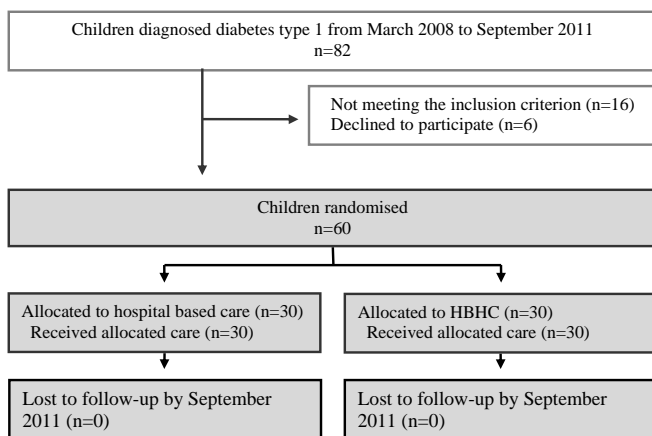 Children diagnosed diabetes type 1 from March 2008 to September 2011
n=82
Not meeting the inclusion criterion (n=16)
Declined to participate (n=6)
Children randomised
n=60
Allocated to hospital based care (n=30)
Received allocated care (n=30)
Allocated to HBHC (n=30)
Received allocated care (n=30)
Lost to follow-up by September
2011 (n=0)
Lost to follow-up by September
2011 (n=0)